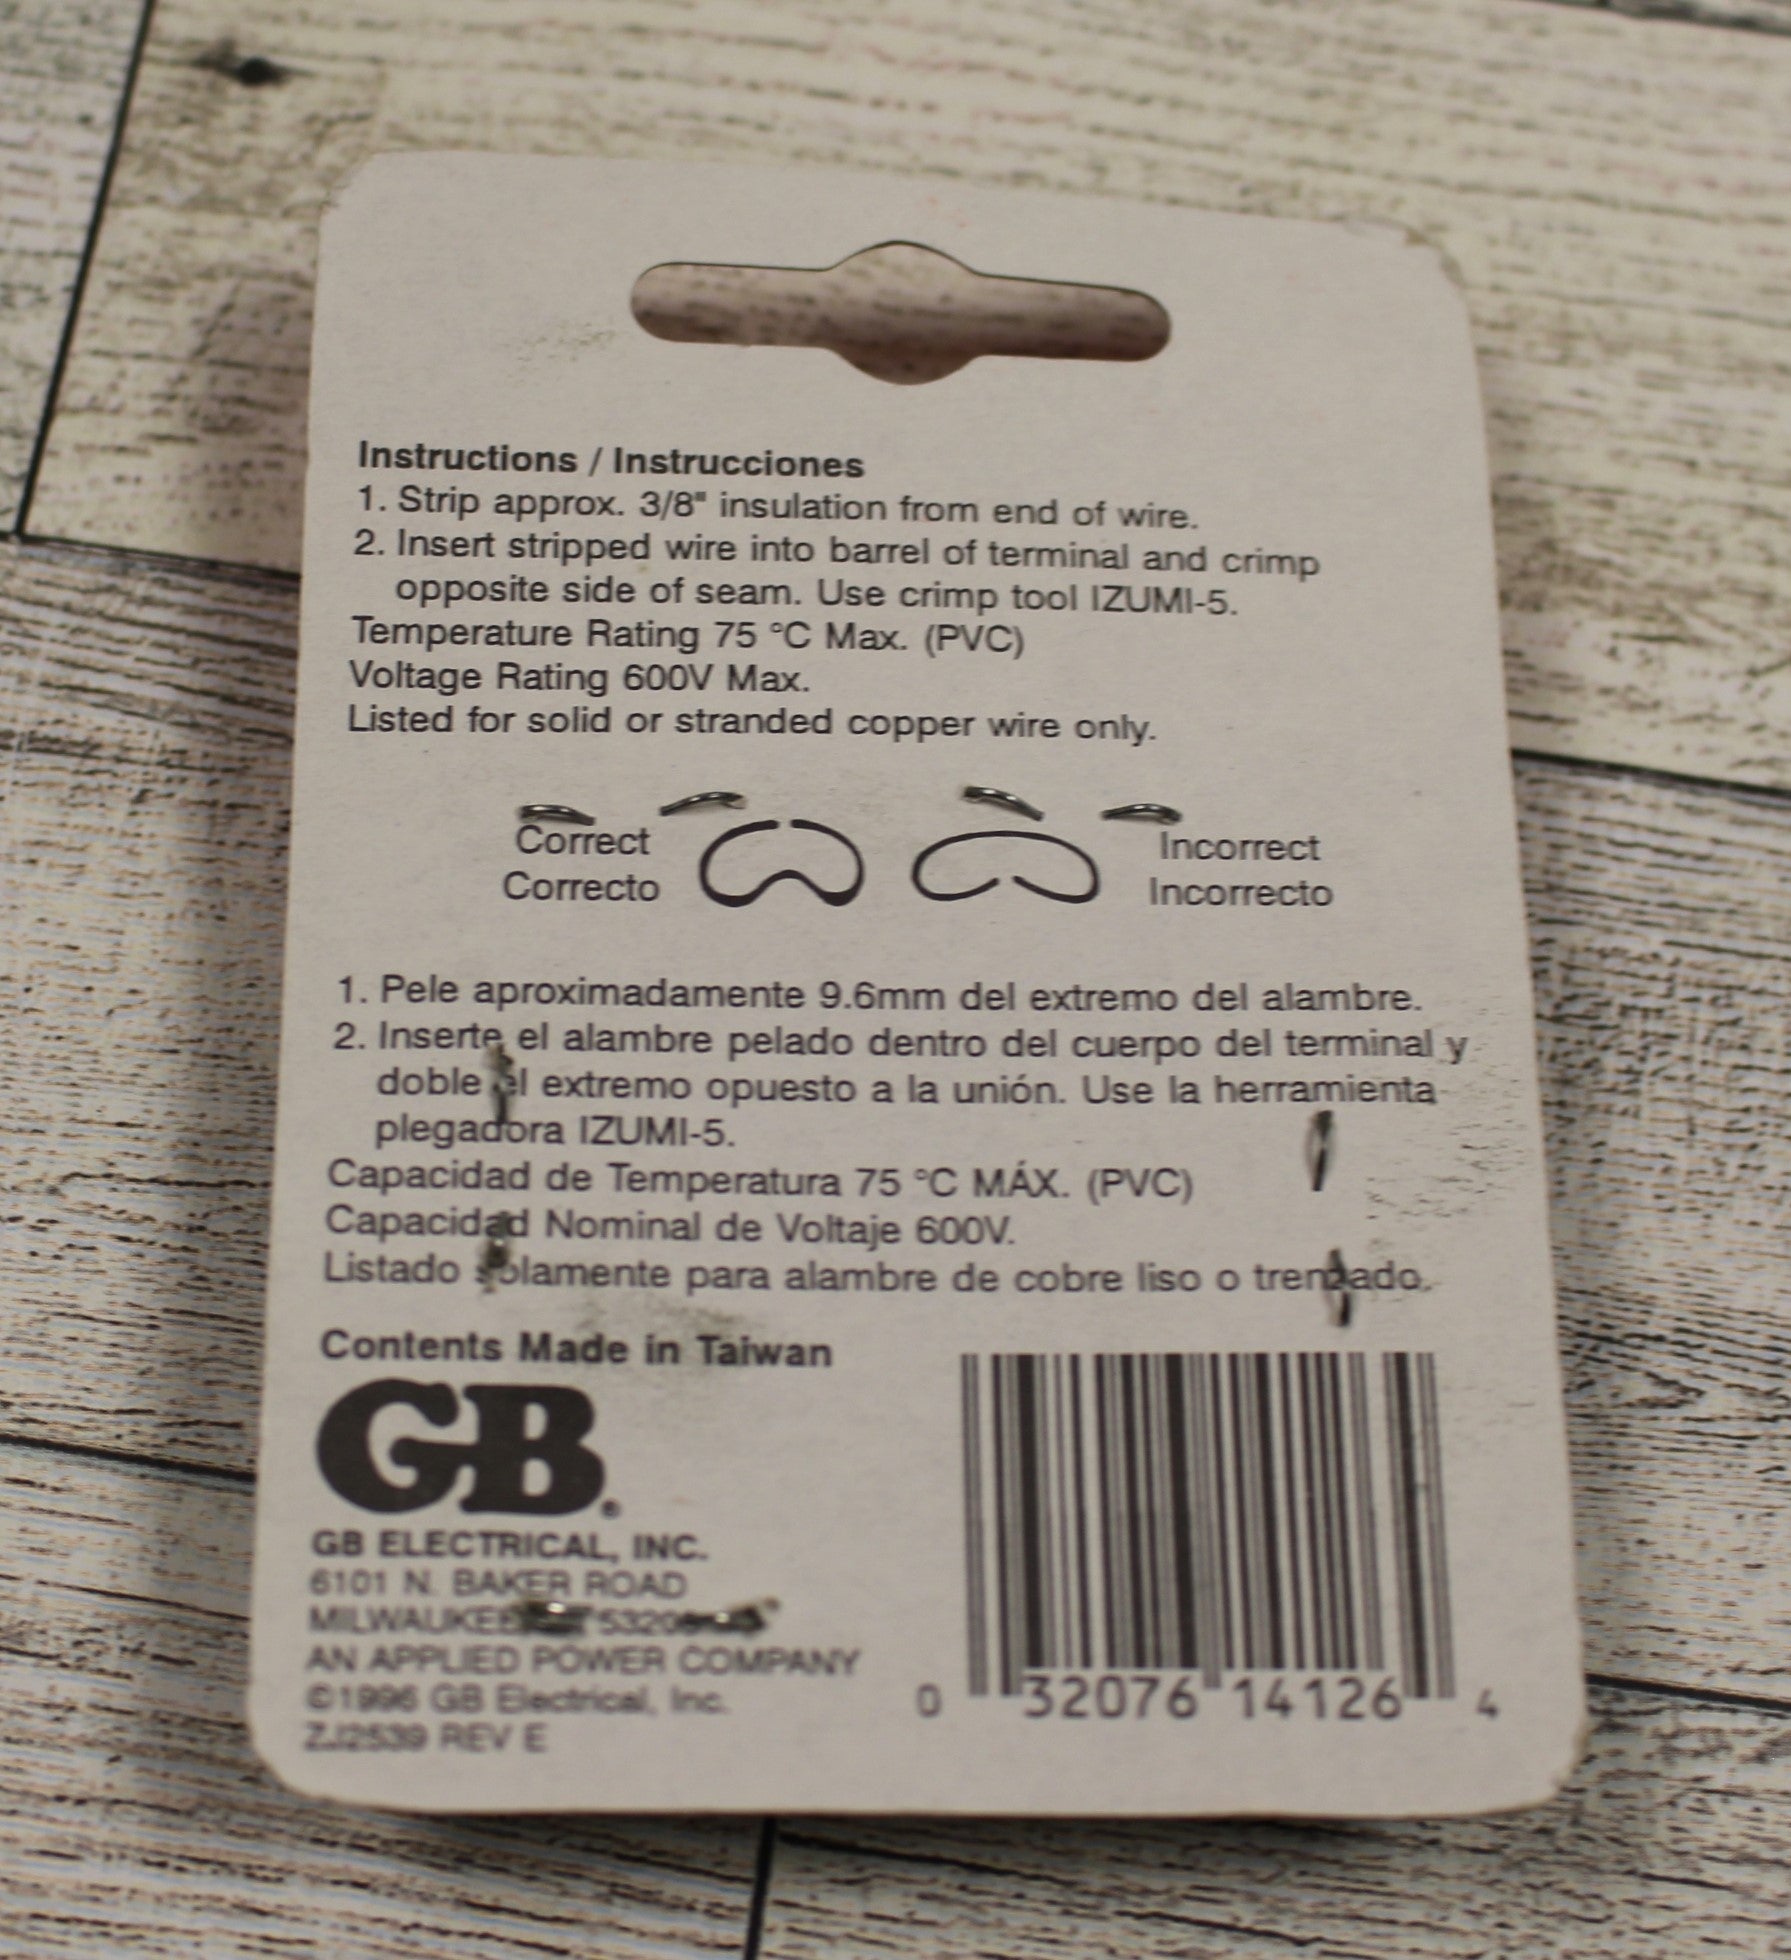 Instructions / Instrucciones
1. Strip approx. 3/8" insulation from end of wire.
2. Insert stripped wire into barrel of terminal and crimp
opposite side of seam. Use crimp tool IZUMI-5.
Temperature Rating 75 °C Max. (PVC)
Voltage Rating 600V Max.
Listed for solid or stranded copper wire only.
Correct
Correcto
Incorrect
Incorrecto
1. Pele aproximadamente 9.6mm del extremo del alambre.
2. Inserte el alambre pelado dentro del cuerpo del terminal y
doble el extremo opuesto a la unión. Use la herramienta
plegadora IZUMI-5.
Capacidad de Temperatura 75 °C MÁX. (PVC)
Capacidad Nominal de Voltaje 600V.
Listado solamente para alambre de cobre liso o trenzado.
Contents Made in Taiwan
GB®
GB ELECTRICAL, INC.
6101 N. BAKER ROAD
MILWAUKEE
AN APPLIED POWER COMPANY
©1996 GB Electrical, Inc.
ZJ2539 REV E
0 32076 14126 4